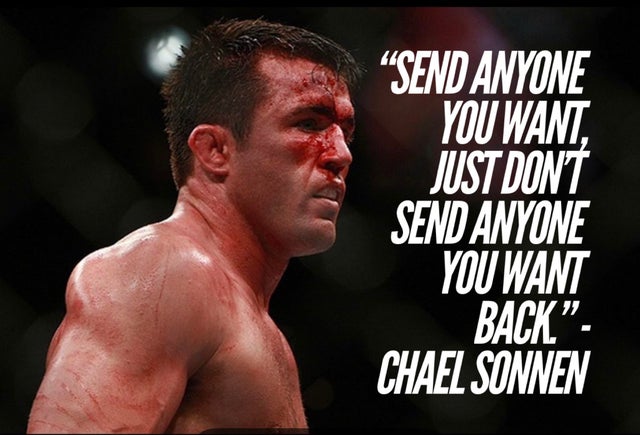 “SEND ANYONE
YOU WANT,
JUST DON'T
SEND ANYONE
YOU WANT
BACK.” -
CHAEL SONNEN